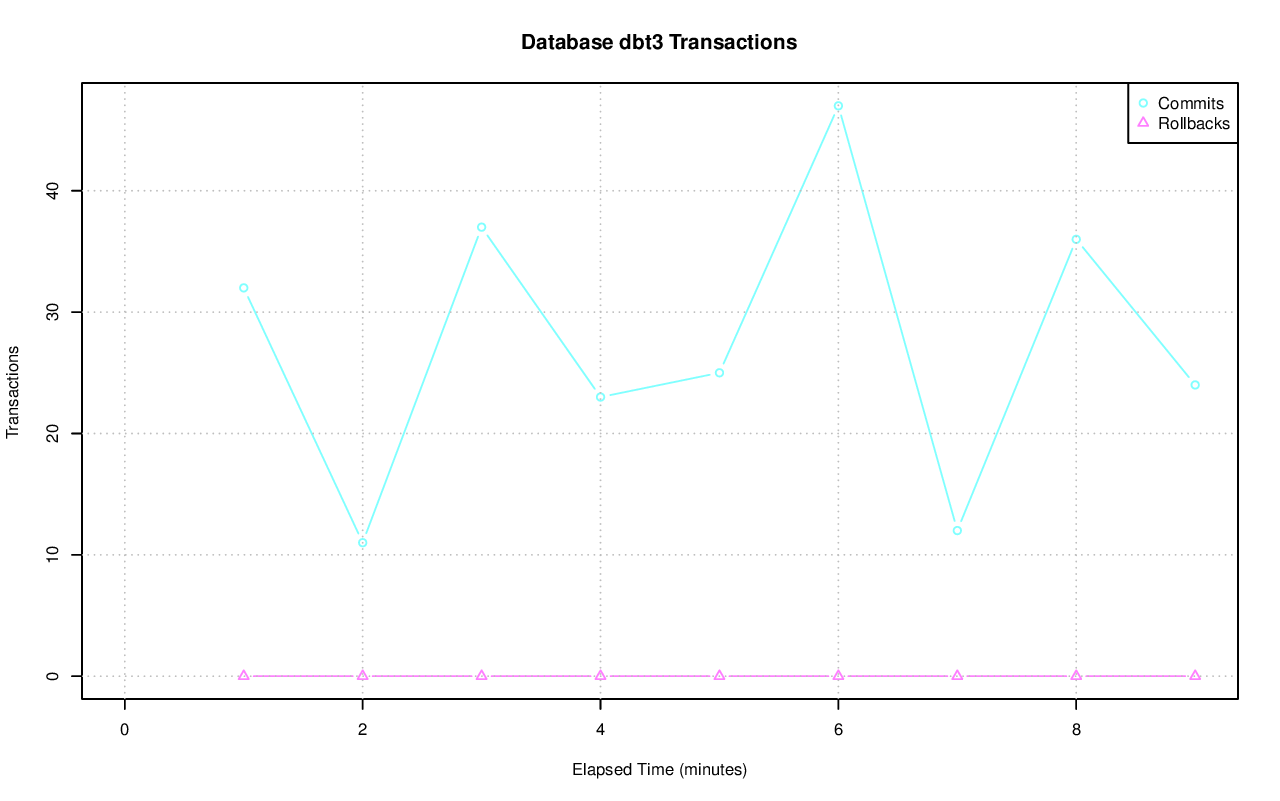 Database dbt3 Transactions
Commits
Rollbacks
Transactions
40
30
20
10
0
0 2 4 6 8
Elapsed Time (minutes)